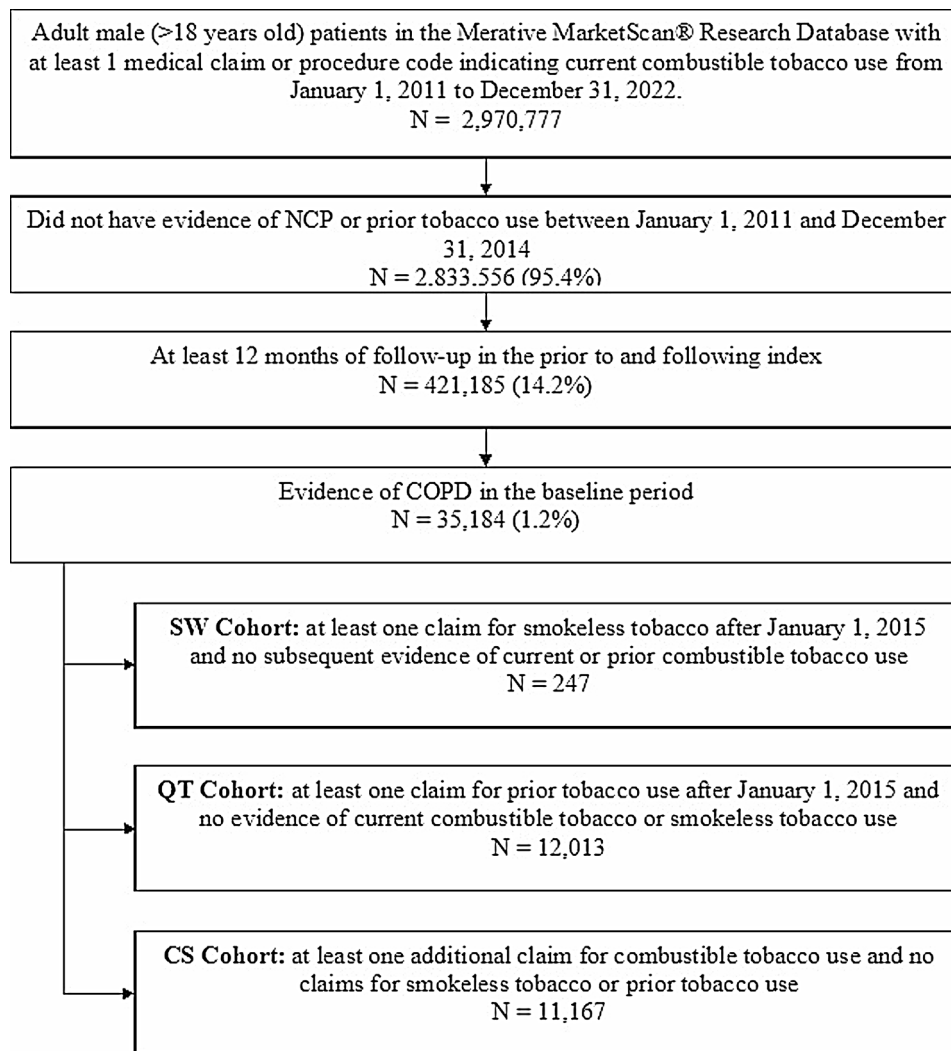 Adult male (>18 years old) patients in the Merative MarketScan® Research Database with
at least 1 medical claim or procedure code indicating current combustible tobacco use from
January 1, 2011 to December 31, 2022.
N = 2,970,777
Did not have evidence of NCP or prior tobacco use between January 1, 2011 and December
31, 2014
N = 2,833,556 (95.4%)
At least 12 months of follow-up in the prior to and following index
N = 421,185 (14.2%)
Evidence of COPD in the baseline period
N = 35,184 (1.2%)
SW Cohort: at least one claim for smokeless tobacco after January 1, 2015
and no subsequent evidence of current or prior combustible tobacco use
N = 247
QT Cohort: at least one claim for prior tobacco use after January 1, 2015 and
no evidence of current combustible tobacco or smokeless tobacco use
N = 12,013
CS Cohort: at least one additional claim for combustible tobacco use and no
claims for smokeless tobacco or prior tobacco use
N = 11,167